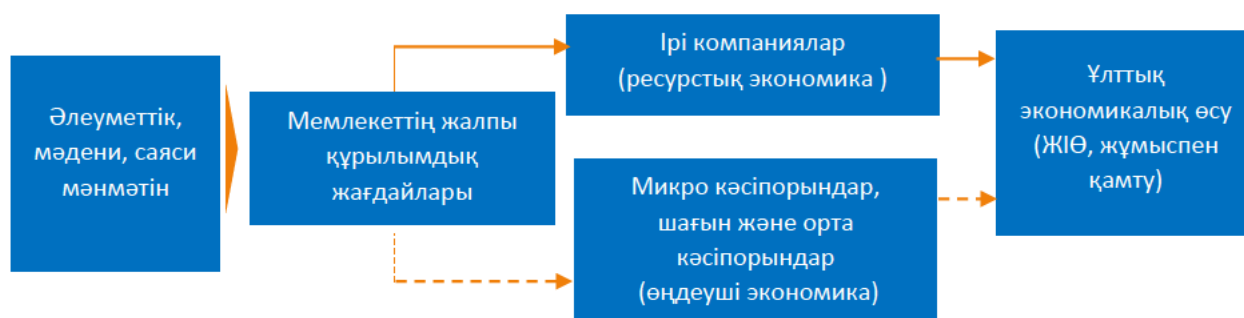 Әлеуметтік,
мәдени, саяси
мәнмәтін
Мемлекеттің жалпы
құрылымдық
жағдайлары
Ірі компаниялар
(ресурстық экономика )
Микро кәсіпорындар,
шағын және орта
кәсіпорындар
(өңдеуші экономика)
Ұлттық
экономикалық өсу
(ЖІӨ, жұмыспен
қамту)